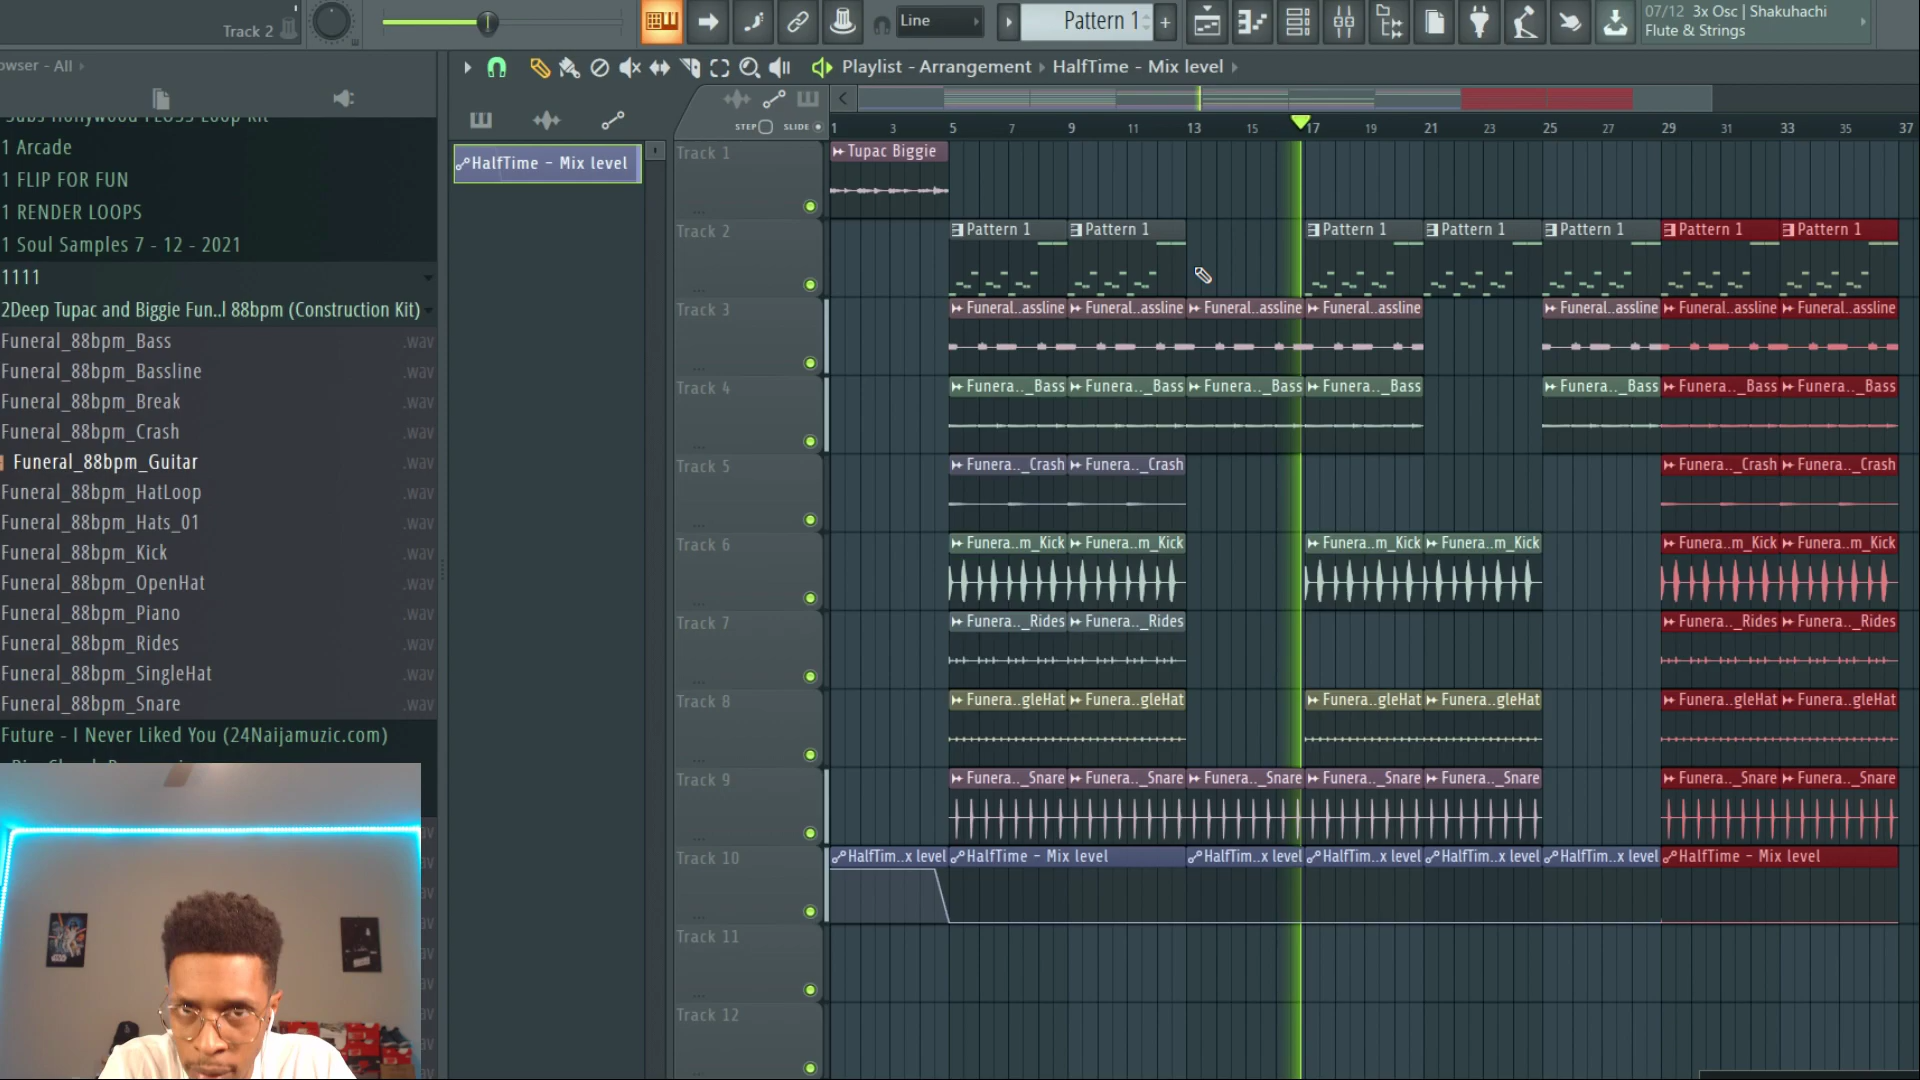 Track 2
Line
Pattern 1
07/12 3x Osc | Shakuhachi
Flute & Strings
owser - All
Playlist - Arrangement
HalfTime - Mix level
STEP
SLIDE
1 3 5 7 9 11 13 15 17 19 21 23 25 27 29 31 33 35 37
1 Arcade
1 FLIP FOR FUN
1 RENDER LOOPS
1 Soul Samples 7 - 12 - 2021
1111
2Deep Tupac and Biggie Fun..l 88bpm (Construction Kit)
Funeral_88bpm_Bass .wav
Funeral_88bpm_Bassline .wav
Funeral_88bpm_Break .wav
Funeral_88bpm_Crash .wav
Funeral_88bpm_Guitar .wav
Funeral_88bpm_HatLoop .wav
Funeral_88bpm_Hats_01 .wav
Funeral_88bpm_Kick .wav
Funeral_88bpm_OpenHat .wav
Funeral_88bpm_Piano .wav
Funeral_88bpm_Rides .wav
Funeral_88bpm_SingleHat .wav
Funeral_88bpm_Snare .wav
Future - I Never Liked You (24Naijamuzic.com)
HalfTime - Mix level
Track 1 Tupac Biggie
Track 2 Pattern 1 Pattern 1 Pattern 1 Pattern 1 Pattern 1 Pattern 1 Pattern 1
Track 3 Funeral..assline Funeral..assline Funeral..assline Funeral..assline Funeral..assline Funeral..assline Funeral..assline
Track 4 Funera.._Bass Funera.._Bass Funera.._Bass Funera.._Bass Funera.._Bass Funera.._Bass Funera.._Bass
Track 5 Funera.._Crash Funera.._Crash Funera.._Crash Funera.._Crash
Track 6 Funera..m_Kick Funera..m_Kick Funera..m_Kick Funera..m_Kick Funera..m_Kick Funera..m_Kick
Track 7 Funera.._Rides Funera.._Rides Funera.._Rides Funera.._Rides
Track 8 Funera..gleHat Funera..gleHat Funera..gleHat Funera..gleHat Funera..gleHat Funera..gleHat
Track 9 Funera.._Snare Funera.._Snare Funera.._Snare Funera.._Snare Funera.._Snare Funera.._Snare Funera.._Snare
Track 10 HalfTim..x level HalfTime - Mix level HalfTim..x level HalfTim..x level HalfTim..x level HalfTim..x level HalfTime - Mix level
Track 11
Track 12